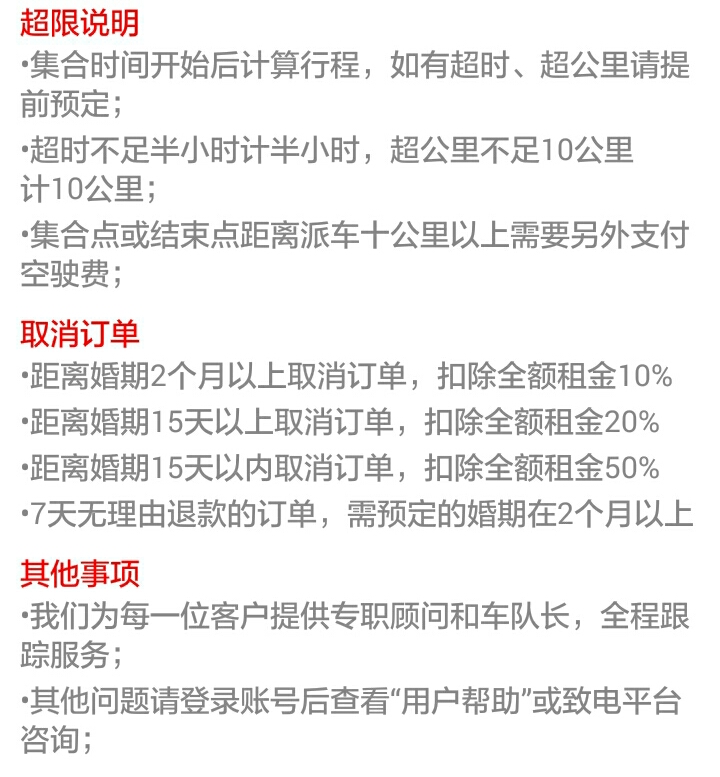 超限说明
•集合时间开始后计算行程，如有超时、超公里请提
前预定；
•超时不足半小时计半小时，超公里不足10公里
计10公里；
•集合点或结束点距离派车十公里以上需要另外支付
空驶费；
取消订单
•距离婚期2个月以上取消订单，扣除全额租金10%
•距离婚期15天以上取消订单，扣除全额租金20%
•距离婚期15天以内取消订单，扣除全额租金50%
•7天无理由退款的订单，需预定的婚期在2个月以上
其他事项
•我们为每一位客户提供专职顾问和车队长，全程跟
踪服务；
•其他问题请登录账号后查看“用户帮助”或致电平台
咨询；